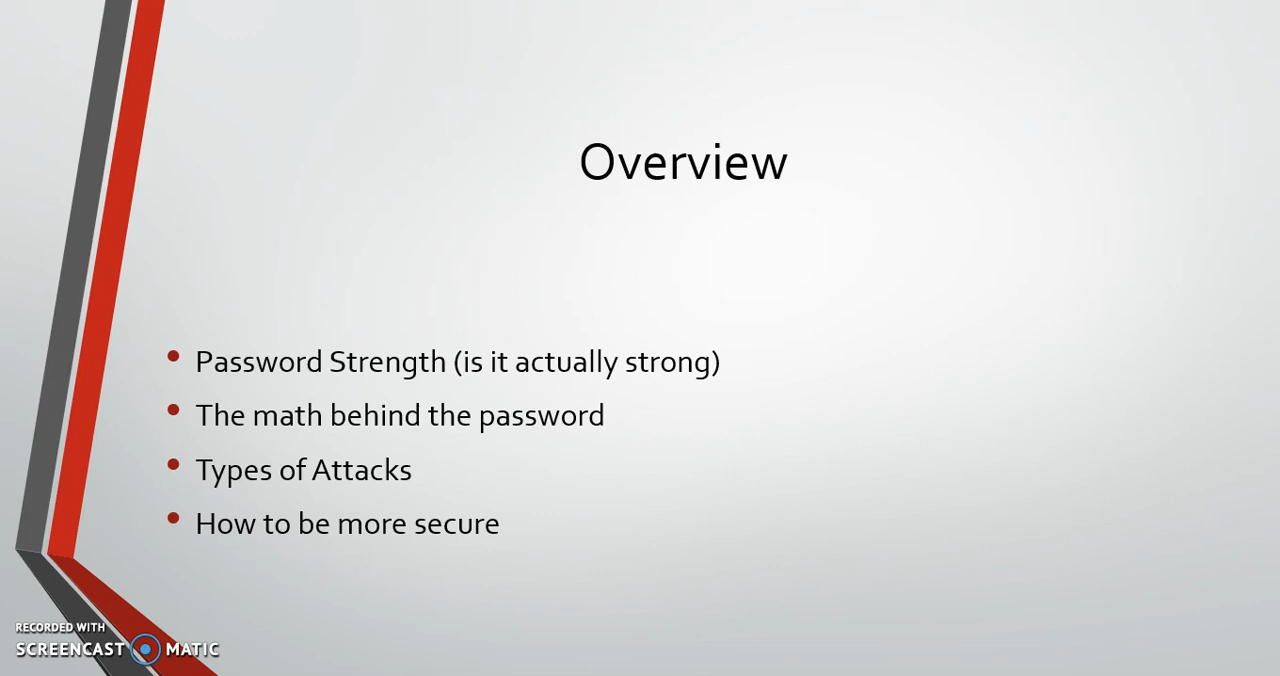 Overview
Password Strength (is it actually strong)
The math behind the password
Types of Attacks
How to be more secure
RECORDED WITH
SCREENCAST MATIC